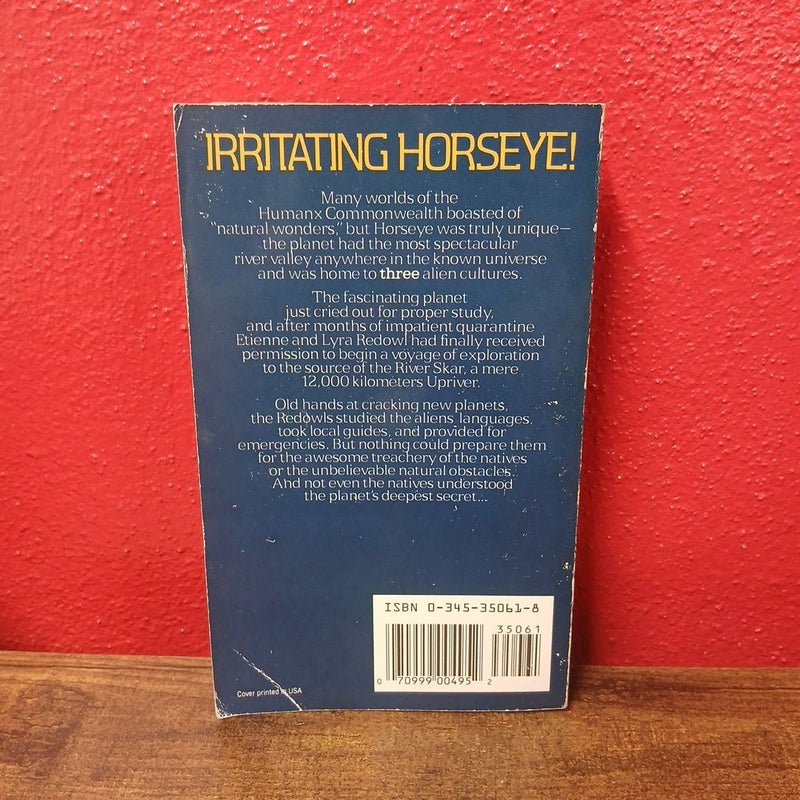 IRRITATING HORSEYE!
Many worlds of the
Humanx Commonwealth boasted of
"natural wonders," but Horseye was truly unique—
the planet had the most spectacular
river valley anywhere in the known universe
and was home to three alien cultures.
The fascinating planet
just cried out for proper study,
and after months of impatient quarantine
Etienne and Lyra Redowl had finally received
permission to begin a voyage of exploration
to the source of the River Skar, a mere
12,000 kilometers Upriver.
Old hands at cracking new planets,
the Redowls studied the aliens, languages,
took local guides, and provided for
emergencies. But nothing could prepare them
for the awesome treachery of the natives
or the unbelievable natural obstacles.
And not even the natives understood
the planet's deepest secret...
ISBN 0-345-35061-8
35061
0 70999 00495 2
Cover printed in USA